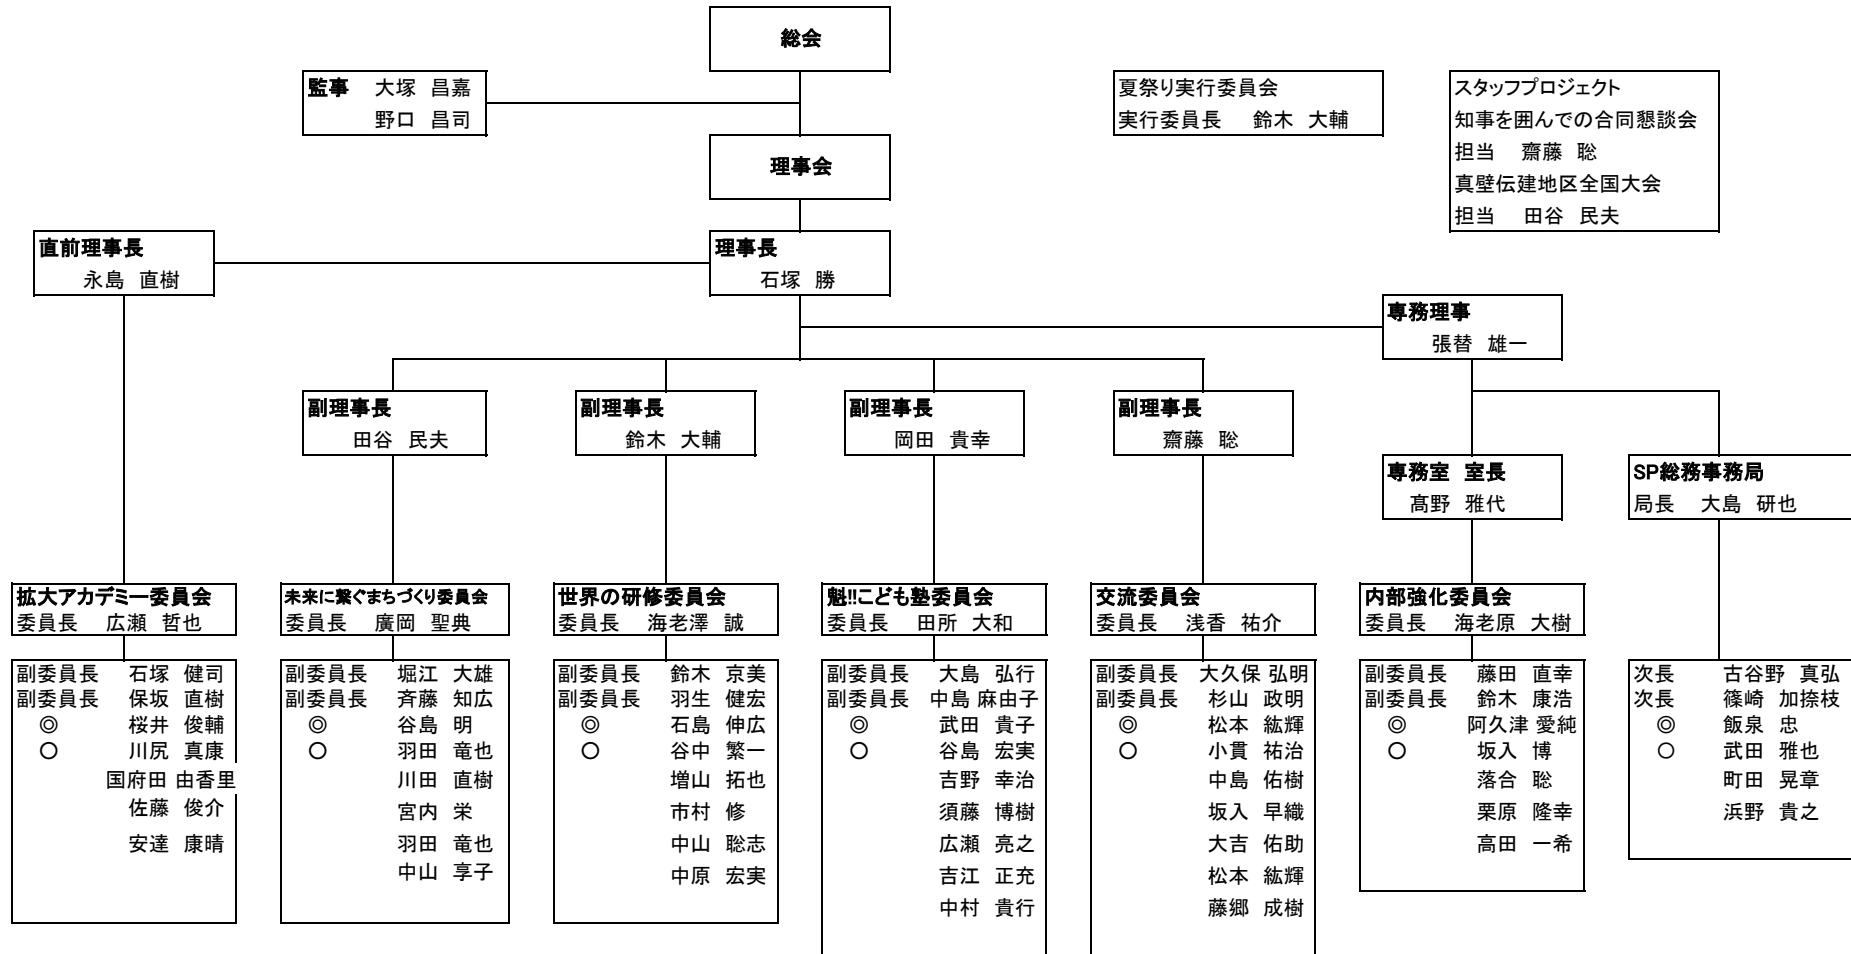 総会
監事 大塚 昌嘉
野口 昌司
夏祭り実行委員会
実行委員長 鈴木 大輔
スタッフプロジェクト
知事を囲んでの合同懇談会
担当 齋藤 聡
真壁伝建地区全国大会
担当 田谷 民夫
理事会
直前理事長
永島 直樹
理事長
石塚 勝
専務理事
張替 雄一
副理事長
田谷 民夫
副理事長
鈴木 大輔
副理事長
岡田 貴幸
副理事長
齋藤 聡
専務室 室長
髙野 雅代
SP総務事務局
局長 大島 研也
拡大アカデミー委員会
委員長 広瀬 哲也
副委員長 石塚 健司
副委員長 保坂 直樹
◎ 桜井 俊輔
○ 川尻 真康
国府田 由香里
佐藤 俊介
安達 康晴
未来に繋ぐまちづくり委員会
委員長 廣岡 聖典
副委員長 堀江 大雄
副委員長 斉藤 知広
◎ 谷島 明
○ 羽田 竜也
川田 直樹
宮内 栄
羽田 竜也
中山 享子
世界の研修委員会
委員長 海老澤 誠
副委員長 鈴木 京美
副委員長 羽生 健宏
◎ 石島 伸広
○ 谷中 繁一
増山 拓也
市村 修
中山 聡志
中原 宏実
魁!!こども塾委員会
委員長 田所 大和
副委員長 大島 弘行
副委員長 中島 麻由子
◎ 武田 貴子
○ 谷島 宏実
吉野 幸治
須藤 博樹
広瀬 亮之
吉江 正充
中村 貴行
交流委員会
委員長 浅香 祐介
副委員長 大久保 弘明
副委員長 杉山 政明
◎ 松本 紘輝
○ 小貫 祐治
中島 佑樹
坂入 早織
大吉 佑助
松本 紘輝
藤郷 成樹
内部強化委員会
委員長 海老原 大樹
副委員長 藤田 直幸
副委員長 鈴木 康浩
◎ 阿久津 愛純
○ 坂入 博
落合 聡
栗原 隆幸
高田 一希
次長 古谷野 真弘
次長 篠崎 加捺枝
◎ 飯泉 忠
○ 武田 雅也
町田 晃章
浜野 貴之